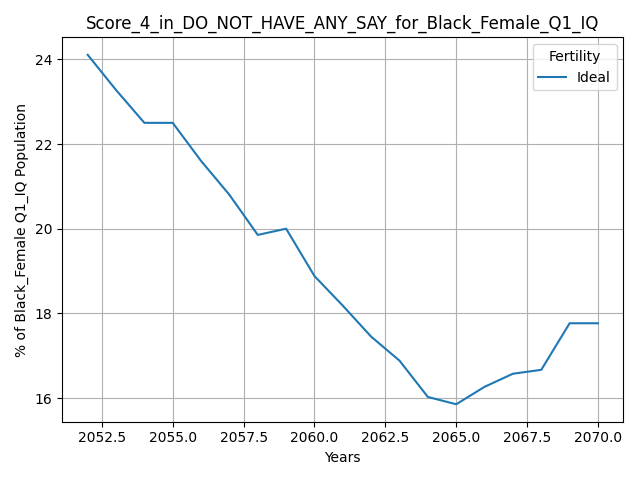 Score_4_in_DO_NOT_HAVE_ANY_SAY_for_Black_Female_Q1_IQ
Fertility
Ideal
% of Black_Female Q1_IQ Population
24
22
20
18
16
2052.5 2055.0 2057.5 2060.0 2062.5 2065.0 2067.5 2070.0
Years